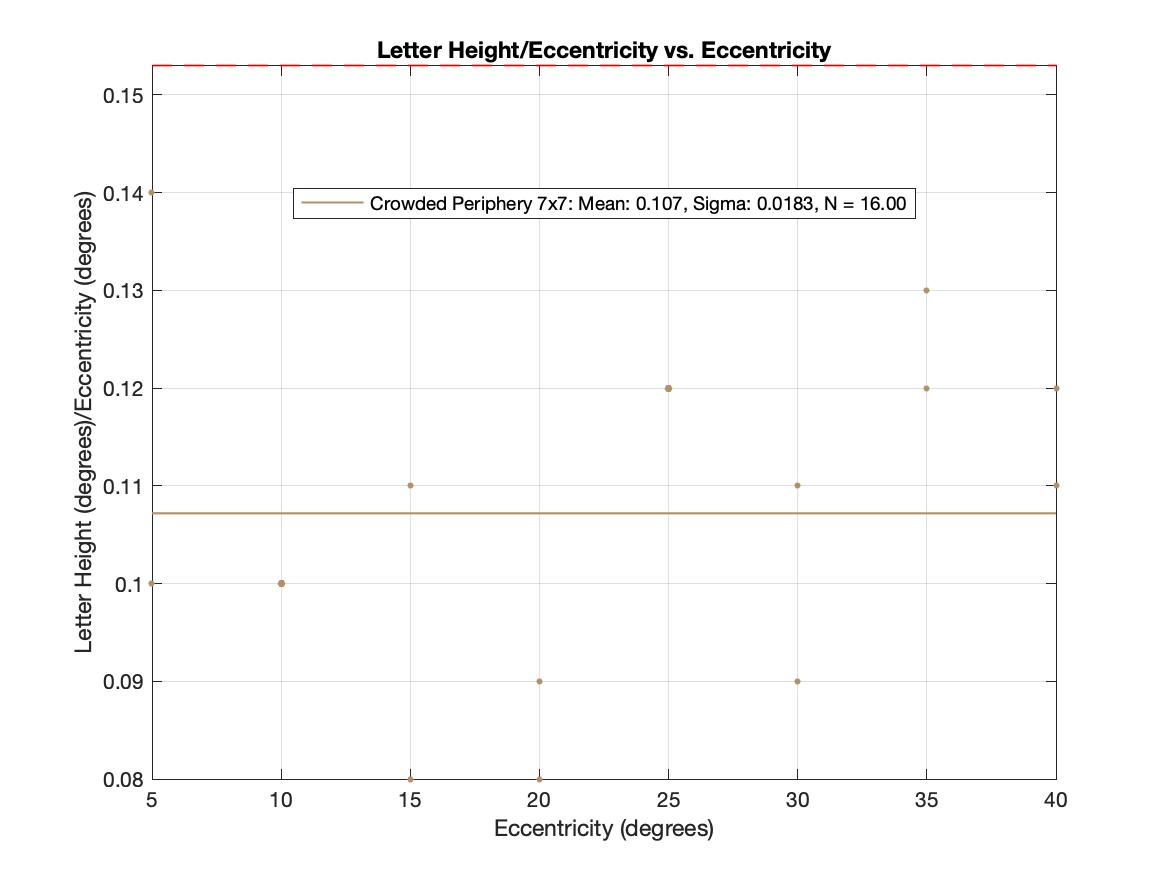 Letter Height/Eccentricity vs. Eccentricity
0.15
0.14
0.13
0.12
0.11
0.1
0.09
0.08
Letter Height (degrees)/Eccentricity (degrees)
Crowded Periphery 7x7: Mean: 0.107, Sigma: 0.0183, N = 16.00
5 10 15 20 25 30 35 40
Eccentricity (degrees)